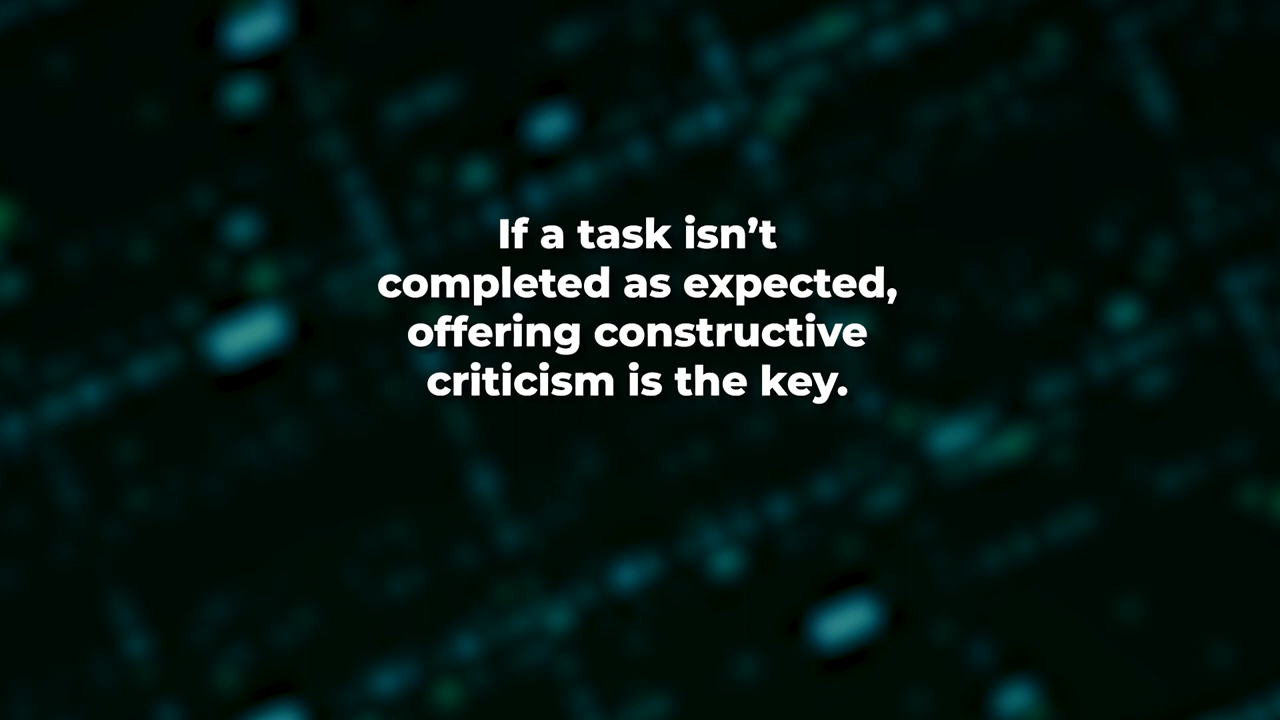 If a task isn’t
completed as expected,
offering constructive
criticism is the key.